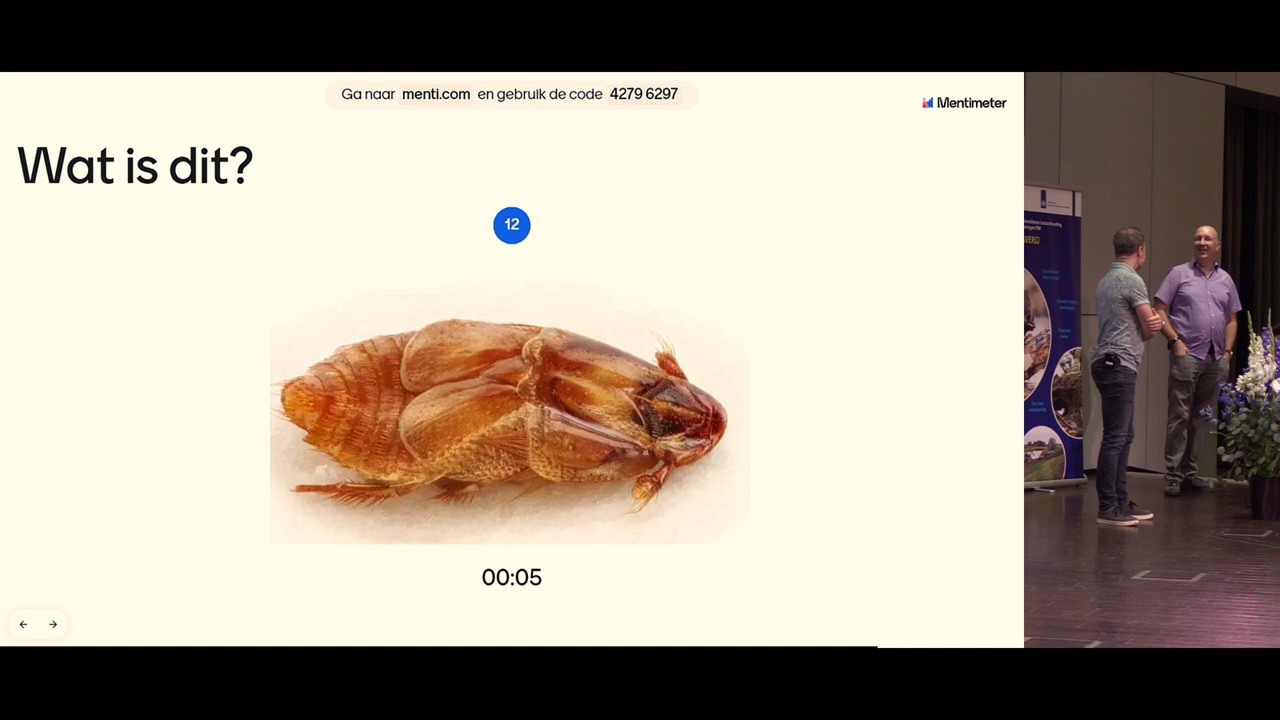 Ga naar menti.com en gebruik de code 4279 6297
Mentimeter
Wat is dit?
12
00:05